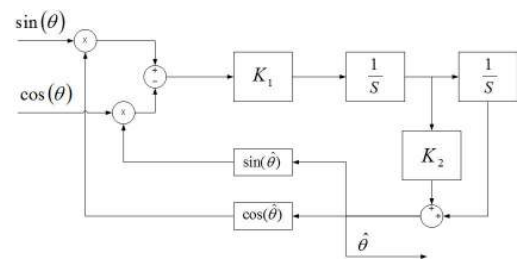 sin(θ)
x
+
−
K₁
1
S
1
S
cos(θ)
x
sin(θ̂)
K₂
cos(θ̂)
+
+
θ̂